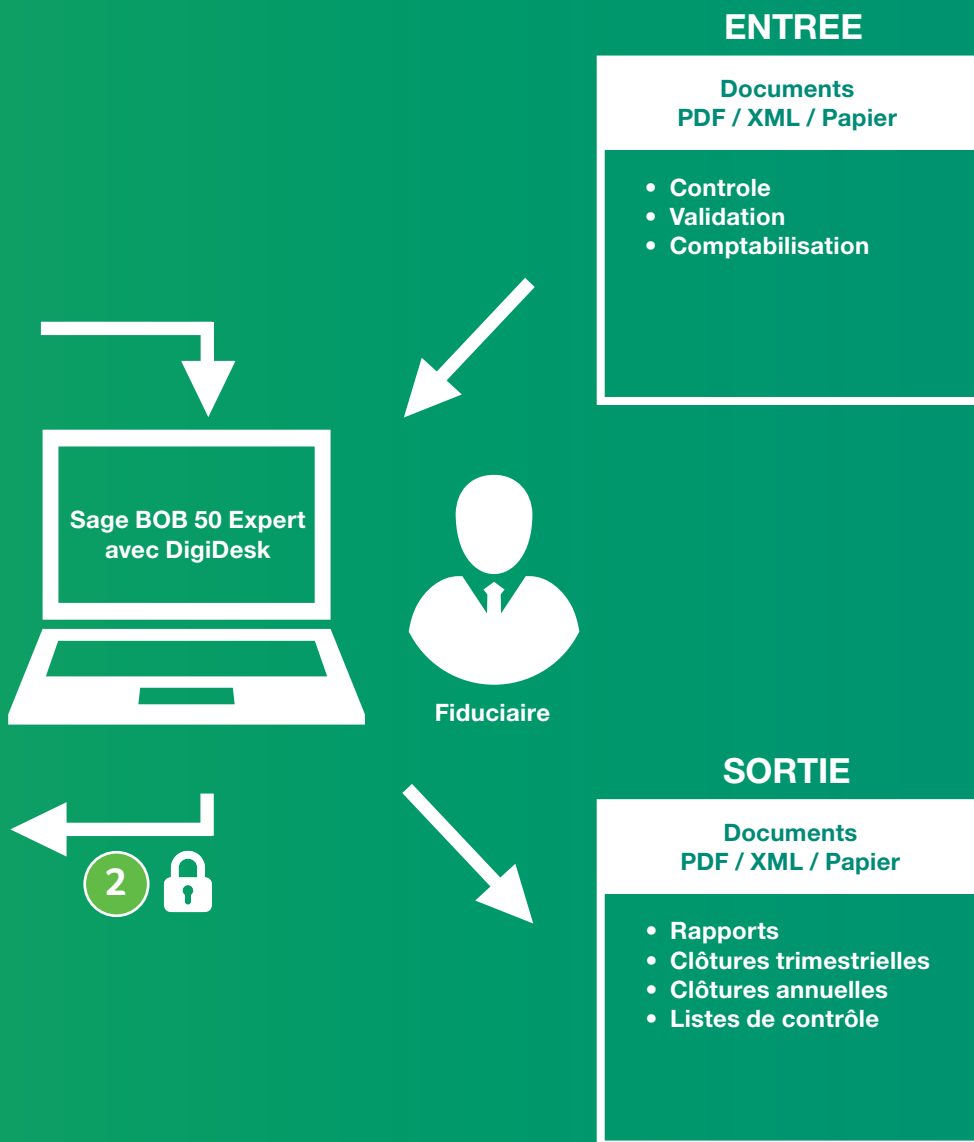 ENTREE
Documents
PDF / XML / Papier
• Controle
• Validation
• Comptabilisation
Sage BOB 50 Expert
avec DigiDesk
Fiduciaire
2
SORTIE
Documents
PDF / XML / Papier
• Rapports
• Clôtures trimestrielles
• Clôtures annuelles
• Listes de contrôle